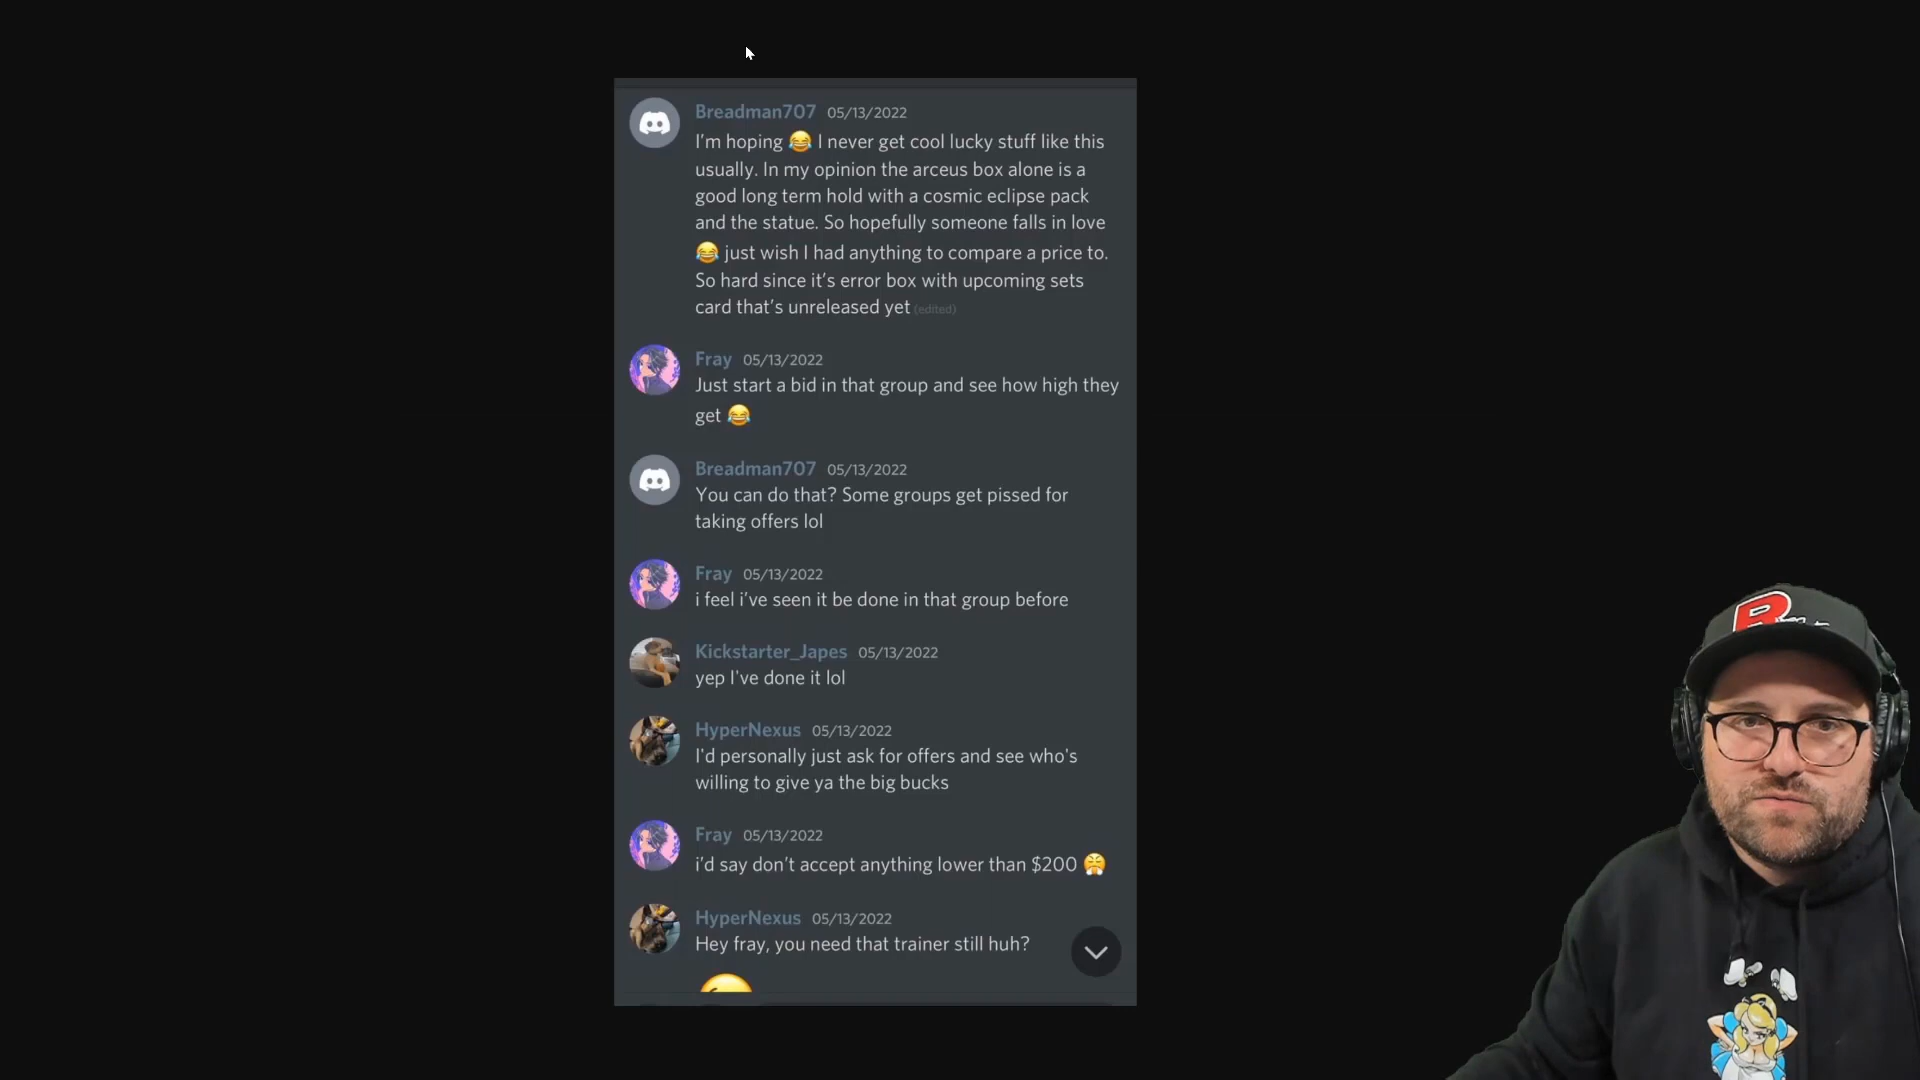 Breadman707 05/13/2022
I'm hoping 😂 I never get cool lucky stuff like this
usually. In my opinion the arceus box alone is a
good long term hold with a cosmic eclipse pack
and the statue. So hopefully someone falls in love
😂 just wish I had anything to compare a price to.
So hard since it's error box with upcoming sets
card that's unreleased yet (edited)
Fray 05/13/2022
Just start a bid in that group and see how high they
get 😂
Breadman707 05/13/2022
You can do that? Some groups get pissed for
taking offers lol
Fray 05/13/2022
i feel i've seen it be done in that group before
Kickstarter_Japes 05/13/2022
yep I've done it lol
HyperNexus 05/13/2022
I'd personally just ask for offers and see who's
willing to give ya the big bucks
Fray 05/13/2022
i'd say don't accept anything lower than $200 😤
HyperNexus 05/13/2022
Hey fray, you need that trainer still huh?